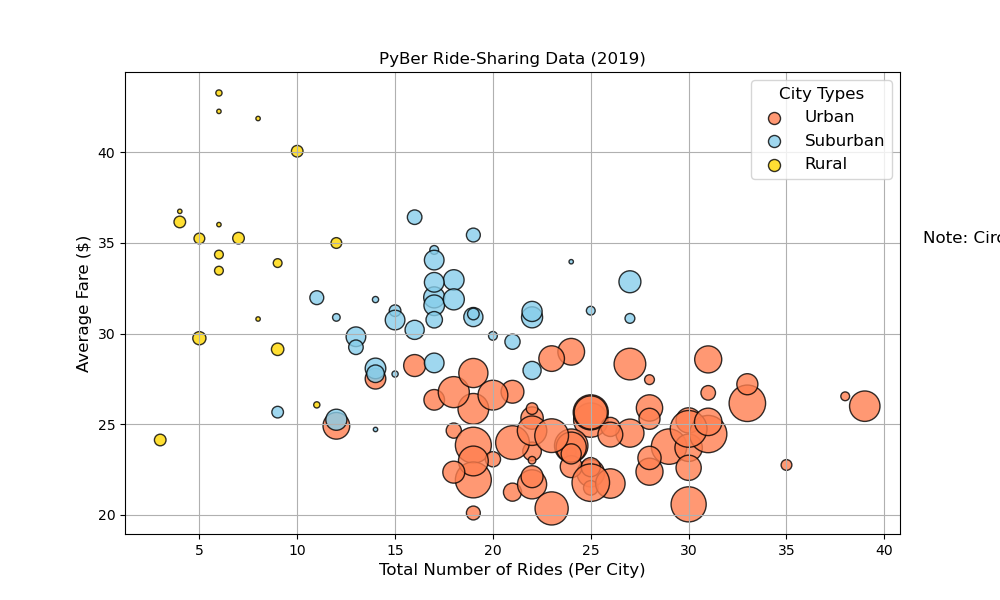 PyBer Ride-Sharing Data (2019)
City Types
Urban
Suburban
Rural
Average Fare ($)
40
35
30
25
20
Note:
5 10 15 20 25 30 35 40
Total Number of Rides (Per City)